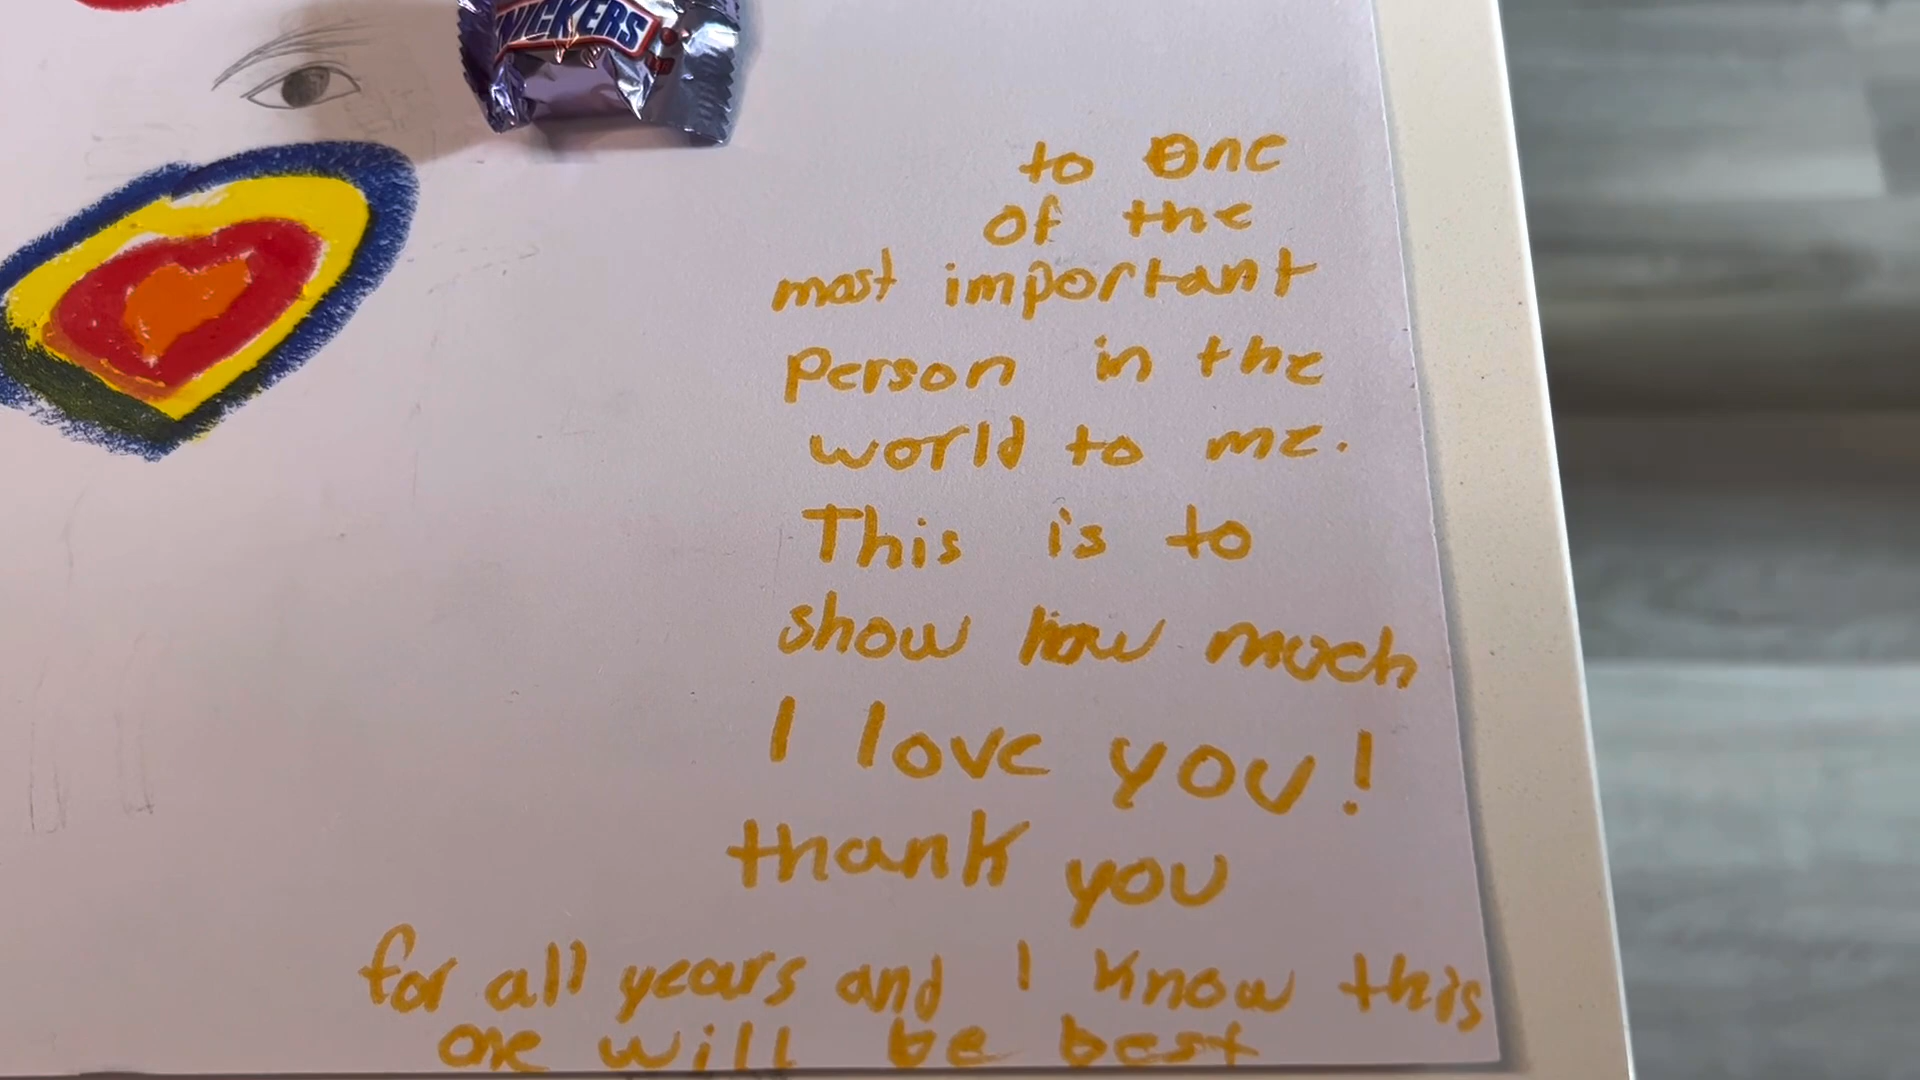 SNICKERS
to One
of the
most important
Person in the
world to me.
This is to
show how much
I love you!
thank you
for all years and I know this
one will be best